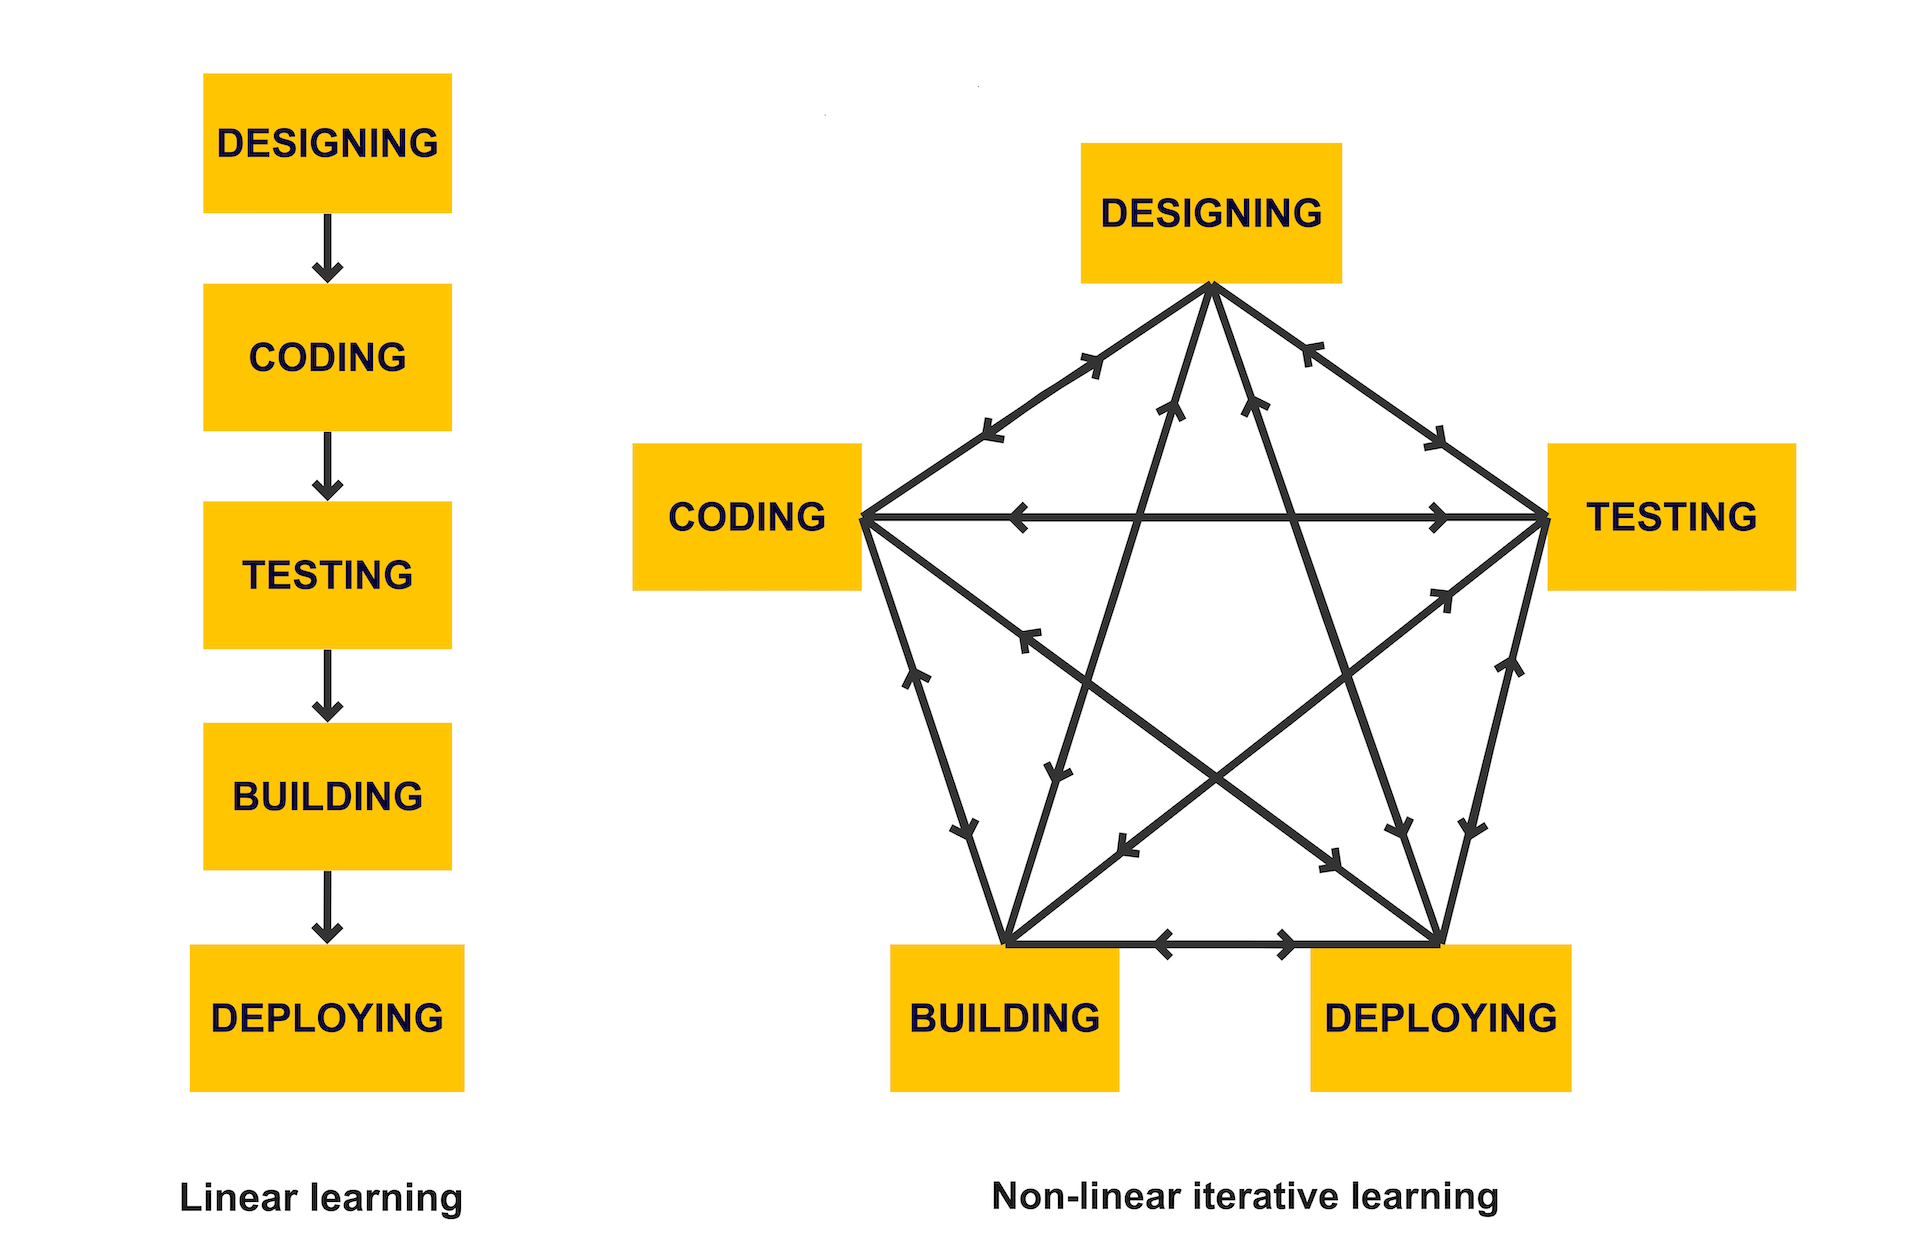 DESIGNING
CODING
TESTING
BUILDING
DEPLOYING
Linear learning
DESIGNING
CODING
TESTING
BUILDING
DEPLOYING
Non-linear iterative learning